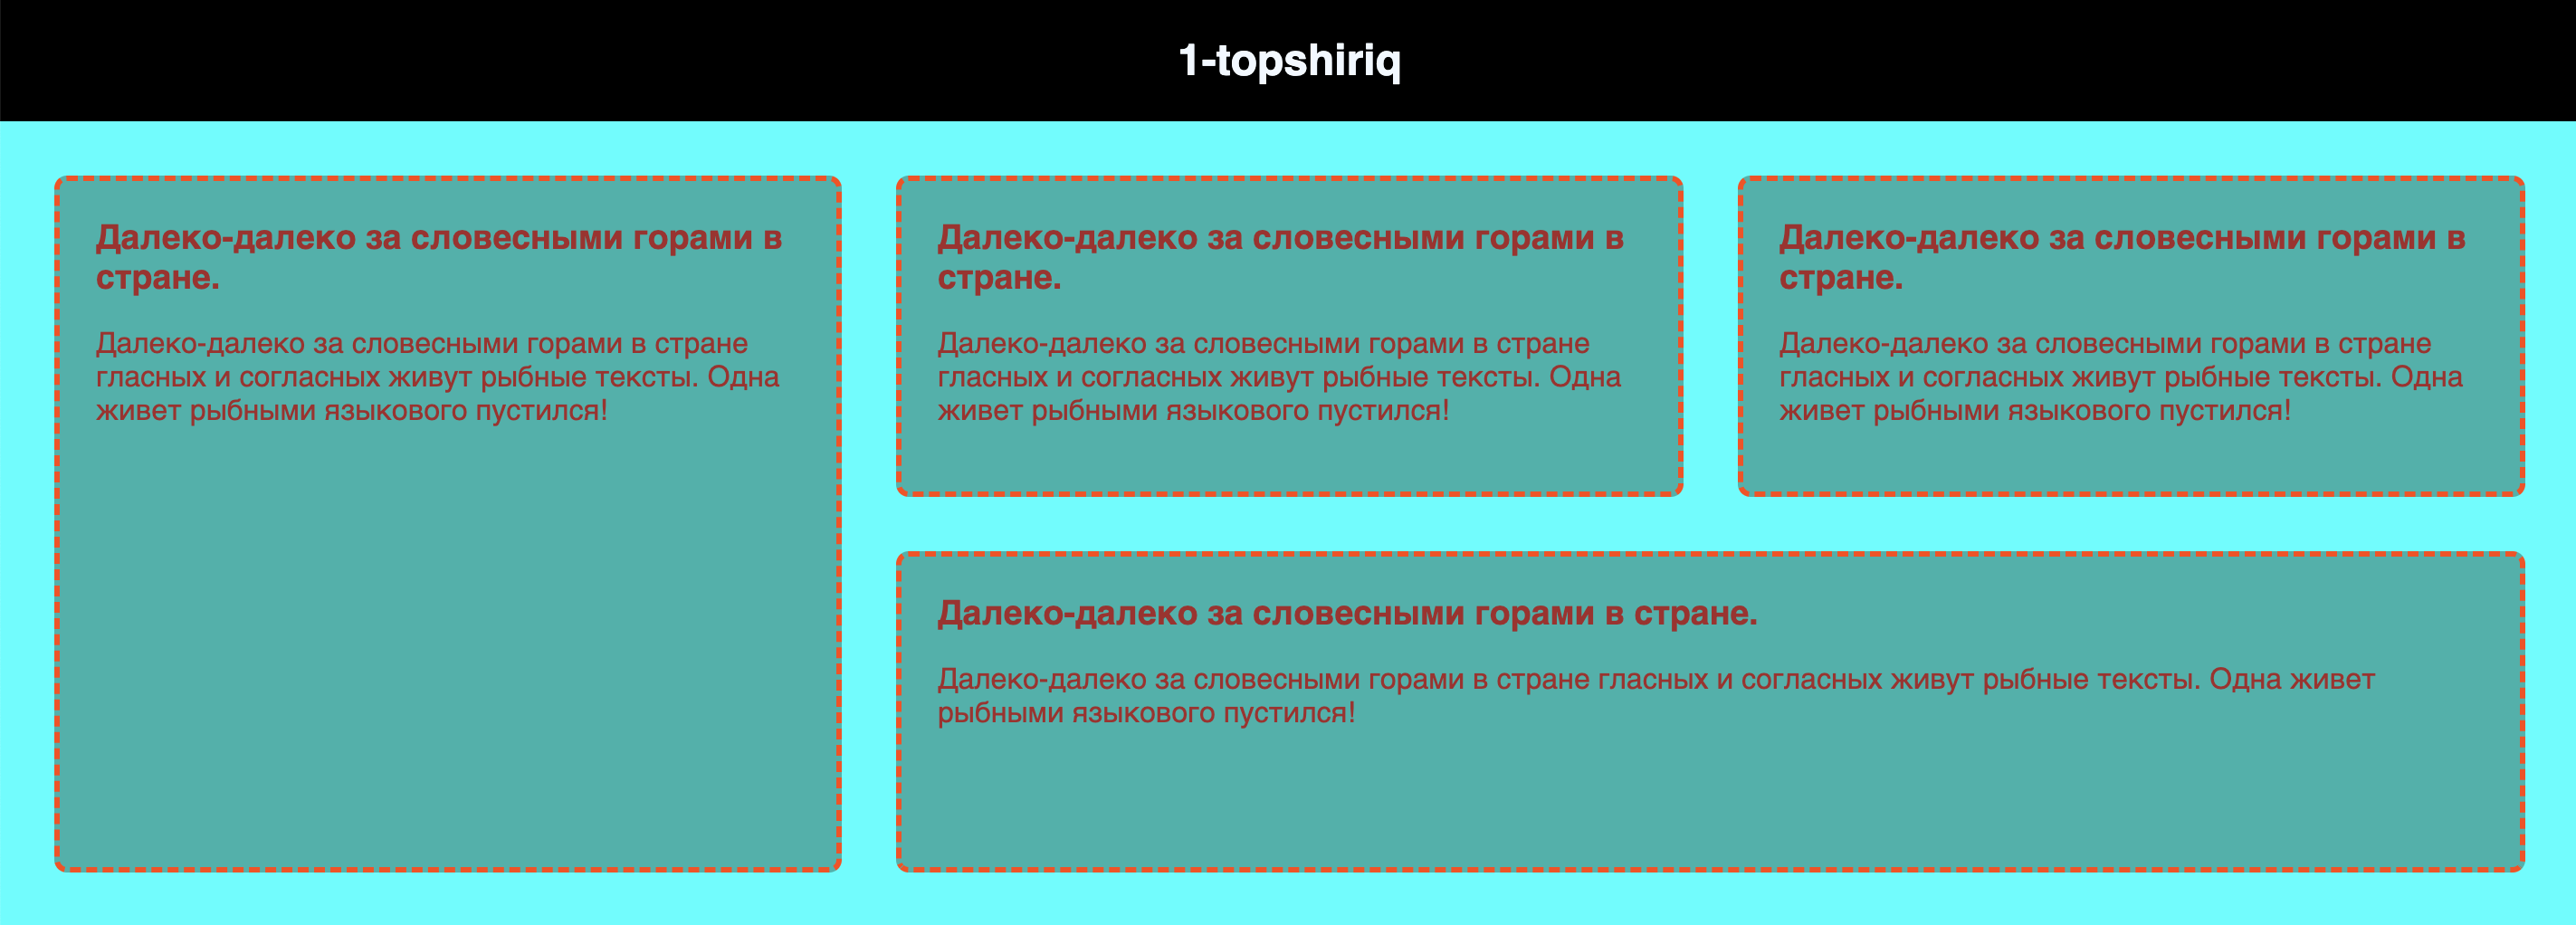 1-topshiriq
Далеко-далеко за словесными горами в
стране.
Далеко-далеко за словесными горами в стране
гласных и согласных живут рыбные тексты. Одна
живет рыбными языкового пустился!
Далеко-далеко за словесными горами в
стране.
Далеко-далеко за словесными горами в стране
гласных и согласных живут рыбные тексты. Одна
живет рыбными языкового пустился!
Далеко-далеко за словесными горами в
стране.
Далеко-далеко за словесными горами в стране
гласных и согласных живут рыбные тексты. Одна
живет рыбными языкового пустился!
Далеко-далеко за словесными горами в стране.
Далеко-далеко за словесными горами в стране гласных и согласных живут рыбные тексты. Одна живет
рыбными языкового пустился!